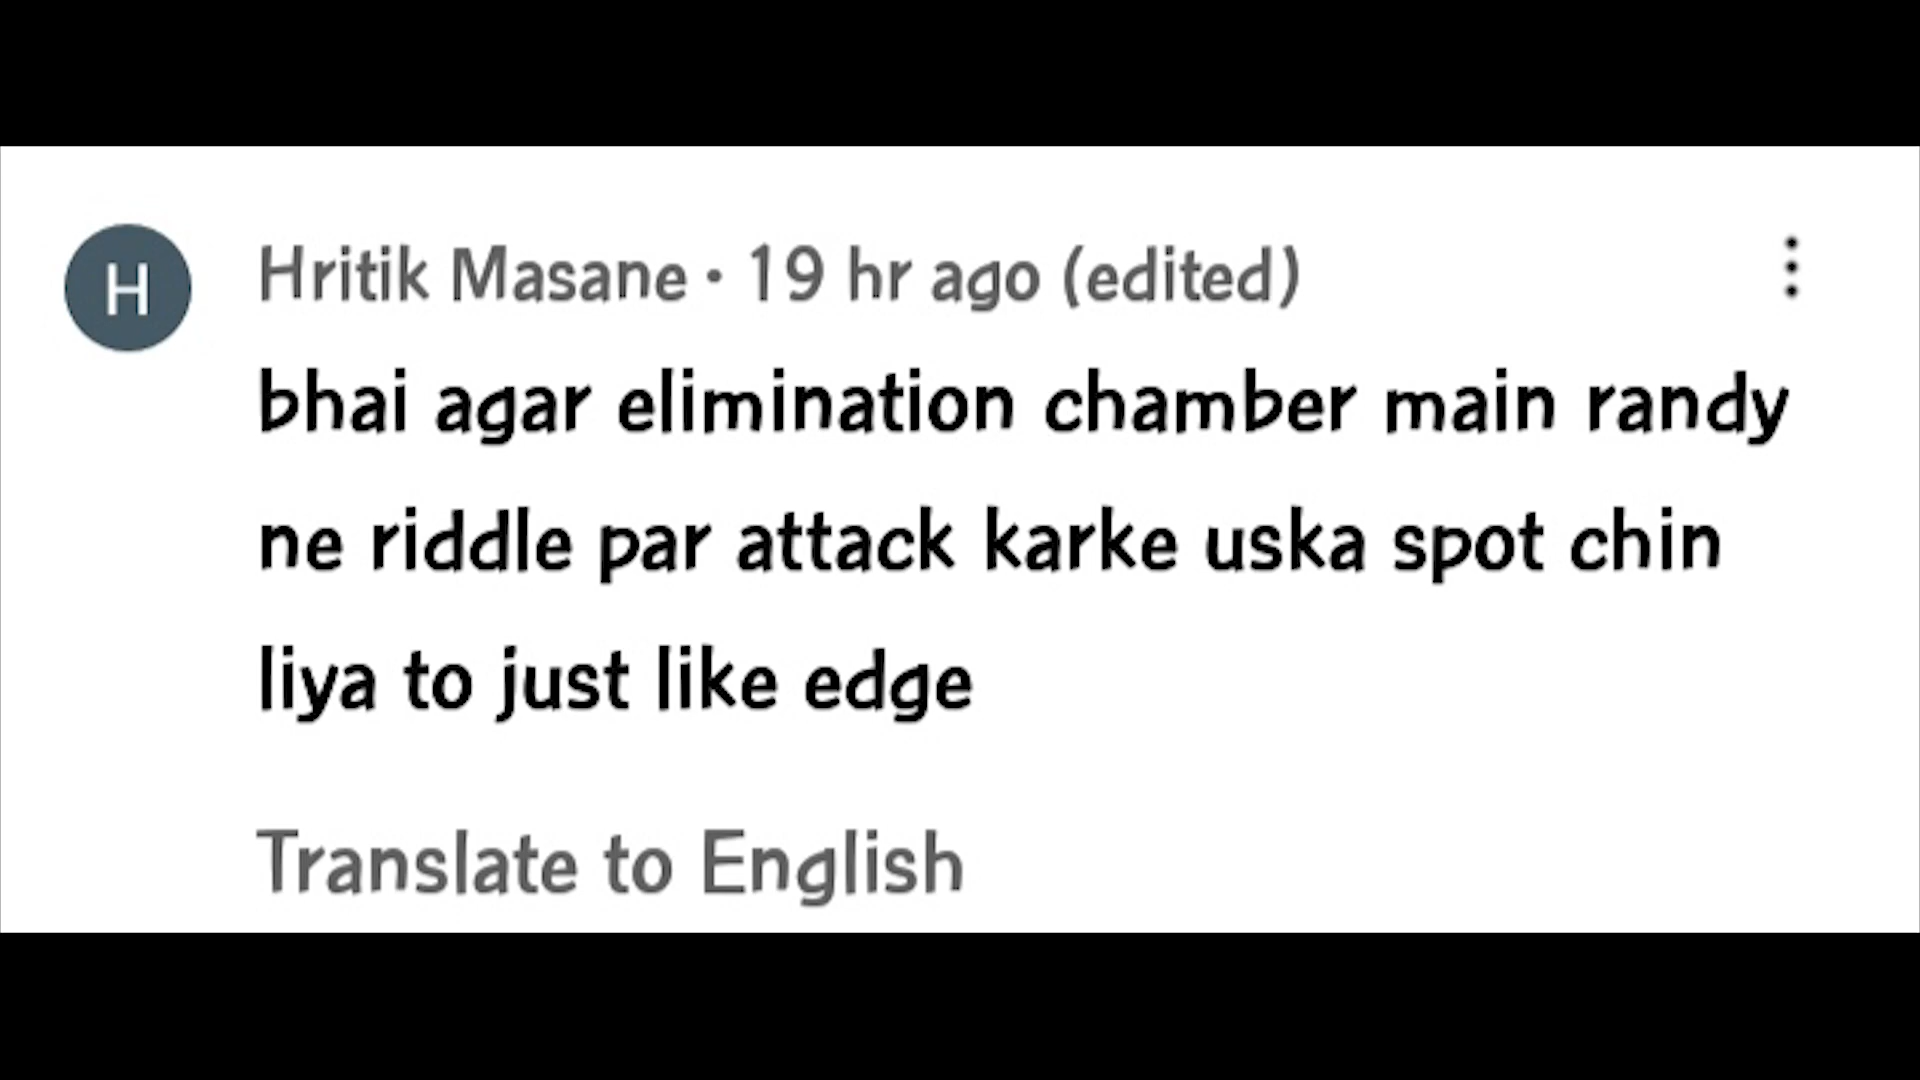 H
Hritik Masane · 19 hr ago (edited)
bhai agar elimination chamber main randy
ne riddle par attack karke uska spot chin
liya to just like edge
Translate to English